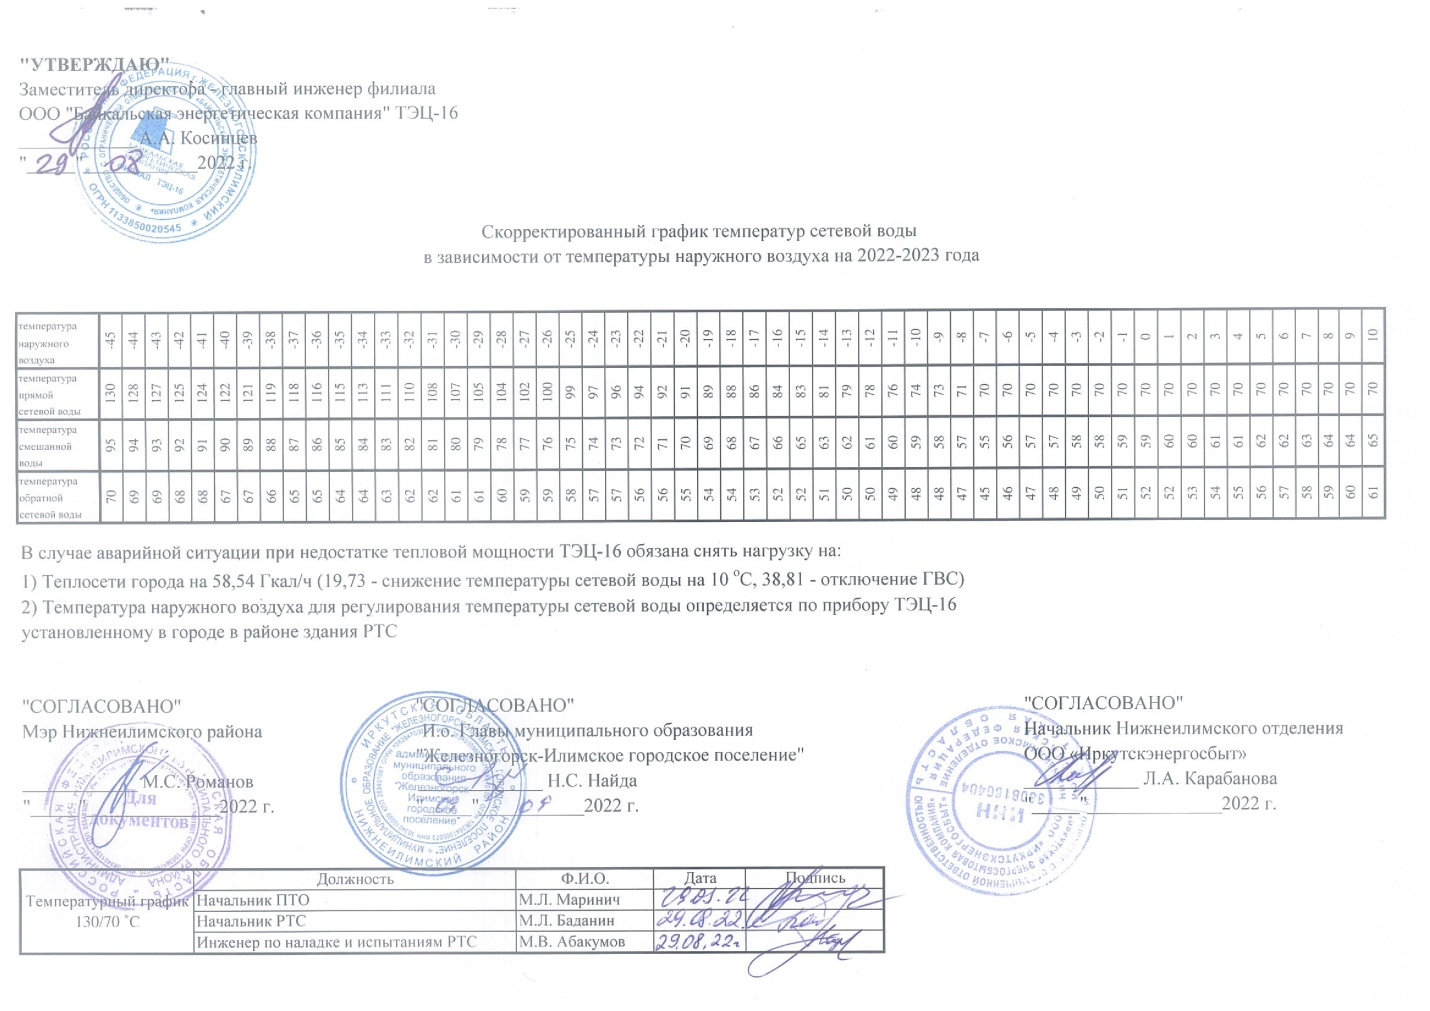 "УТВЕРЖДАЮ"
Заместитель директора - главный инженер филиала
ООО "Байкальская энергетическая компания" ТЭЦ-16
А.А. Косинцев
"29" 08 2022 г.
Скорректированный график температур сетевой воды
в зависимости от температуры наружного воздуха на 2022-2023 года
температура наружного воздуха -45 -44 -43 -42 -41 -40 -39 -38 -37 -36 -35 -34 -33 -32 -31 -30 -29 -28 -27 -26 -25 -24 -23 -22 -21 -20 -19 -18 -17 -16 -15 -14 -13 -12 -11 -10 -9 -8 -7 -6 -5 -4 -3 -2 -1 0 1 2 3 4 5 6 7 8 9 10
температура прямой сетевой воды 130 128 127 125 124 122 121 119 118 116 115 113 111 110 108 107 105 104 102 100 99 97 96 94 92 91 89 88 86 84 83 81 79 78 76 74 73 71 70 70 70 70 70 70 70 70 70 70 70 70 70 70 70 70 70 70
температура смешанной воды 95 94 93 92 91 90 89 88 87 86 85 84 83 82 81 80 79 78 77 76 75 74 73 72 71 70 69 68 67 66 65 63 62 61 60 59 58 57 55 56 57 57 58 58 59 59 60 60 61 61 62 62 63 64 64 65
температура обратной сетевой воды 70 69 69 68 68 67 67 66 65 65 64 64 63 62 62 61 61 60 59 59 58 57 57 56 56 55 54 54 53 52 52 51 50 50 49 48 48 47 45 46 47 48 49 50 51 52 52 53 54 55 56 57 58 59 60 61
В случае аварийной ситуации при недостатке тепловой мощности ТЭЦ-16 обязана снять нагрузку на:
1) Теплосети города на 58,54 Гкал/ч (19,73 - снижение температуры сетевой воды на 10 °С, 38,81 - отключение ГВС)
2) Температура наружного воздуха для регулирования температуры сетевой воды определяется по прибору ТЭЦ-16
установленному в городе в районе здания РТС
"СОГЛАСОВАНО"
Мэр Нижнеилимского района
М.С. Романов
" " 2022 г.
Для
документов
"СОГЛАСОВАНО"
И.о. Главы муниципального образования
"Железногорск-Илимское городское поселение"
Н.С. Найда
" " 09 2022 г.
"СОГЛАСОВАНО"
Начальник Нижнеилимского отделения
ООО «Иркутскэнергосбыт»
Л.А. Карабанова
" " 2022 г.
Должность Ф.И.О. Дата Подпись
Температурный график
130/70 ˚С
Начальник ПТО М.Л. Маринич
Начальник РТС М.Л. Баданин 29.08.22
Инженер по наладке и испытаниям РТС М.В. Абакумов 29,08,22г